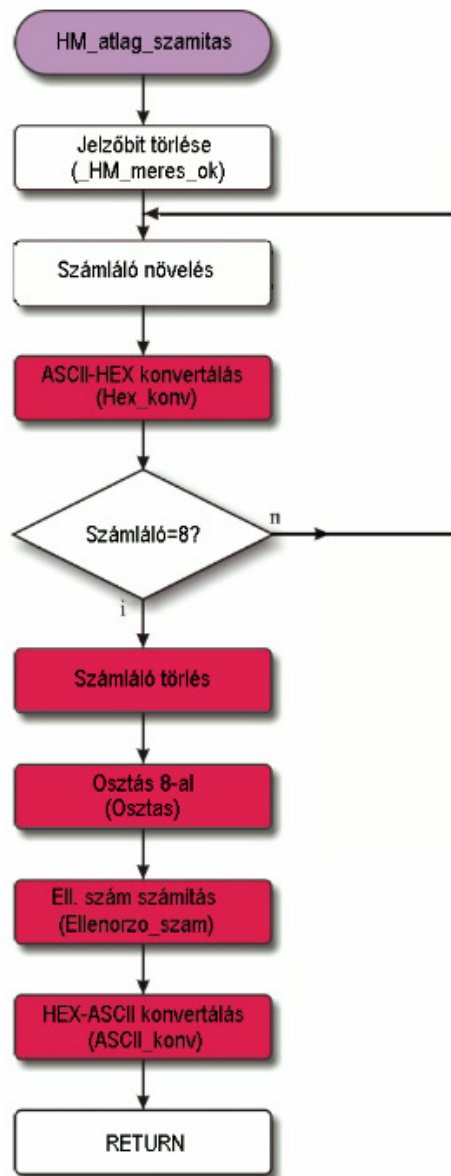 HM_atlag_szamitas
Jelzőbit törlése
(_HM_meres_ok)
Számláló növelés
ASCII-HEX konvertálás
(Hex_konv)
Számláló=8?
n
i
Számláló törlés
Osztás 8-al
(Osztas)
Ell. szám számítás
(Ellenorzo_szam)
HEX-ASCII konvertálás
(ASCII_konv)
RETURN